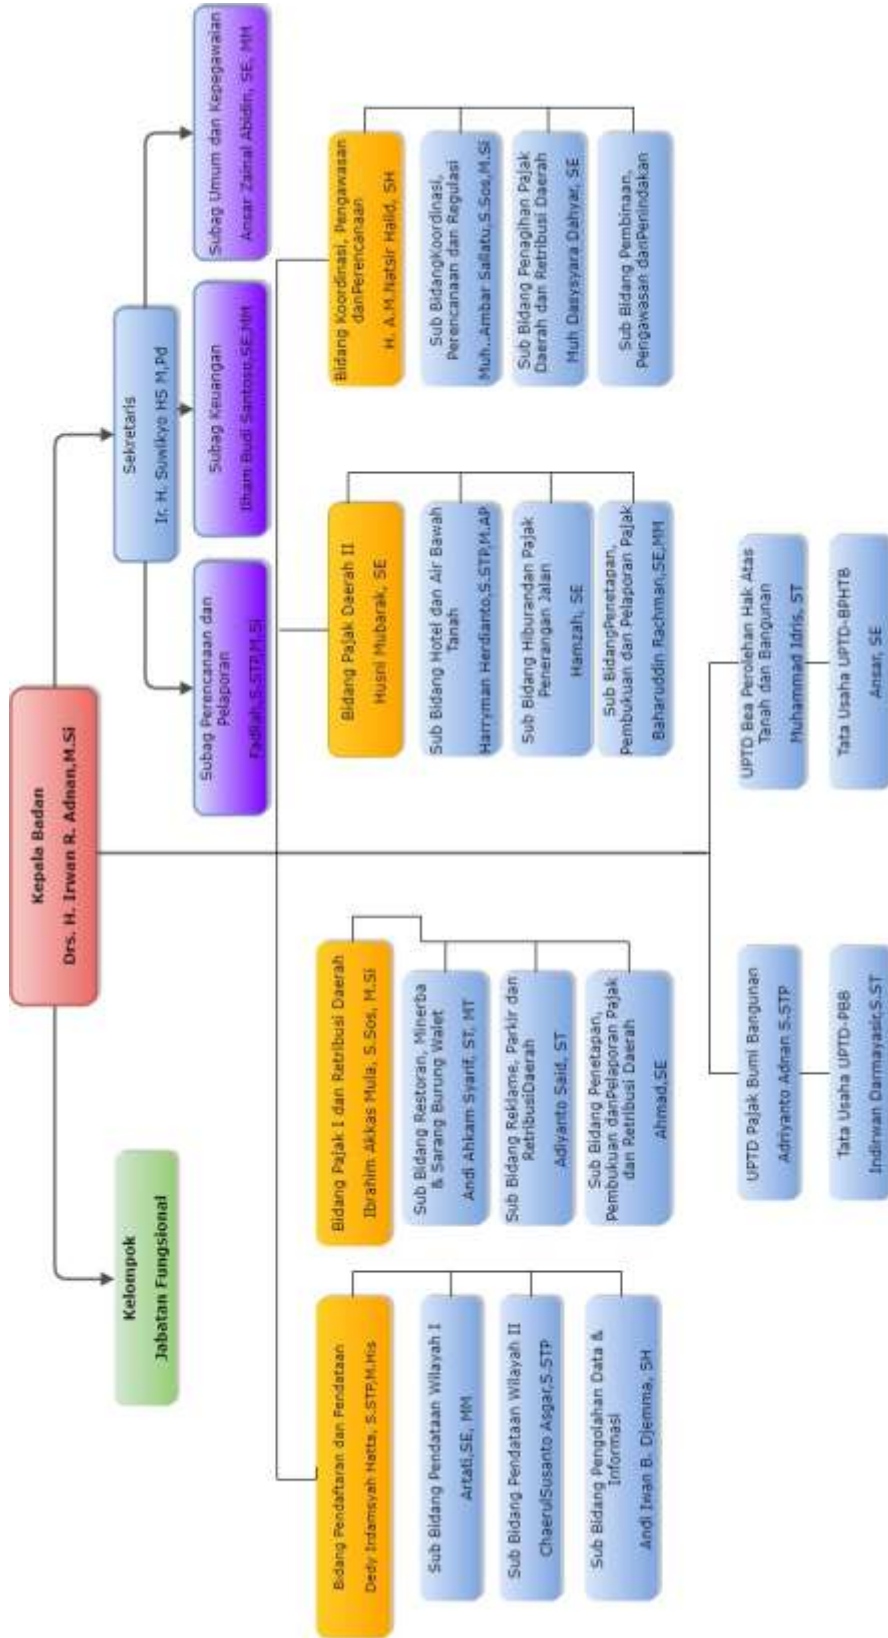 Kepala Badan
Drs. H. Irwan R. Adnan,M.Si
Kelompok
Jabatan Fungsional
Sekretaris
Ir. H. Suwikyo HS M,Pd
Subag Perencanaan dan
Pelaporan
Fadliah,S.STP,M.Si
Subag Keuangan
Ilham Budi Santoso,SE,MM
Subag Umum dan Kepegawaian
Ansar Zainal Abidin, SE, MM
Bidang Pendaftaran dan Pendataan
Dedy Irdamsyah Hatta, S.STP,M.His
Sub Bidang Pendataan Wilayah I
Artati,SE, MM
Sub Bidang Pendataan Wilayah II
ChaerulSusanto Asgar,S.STP
Sub Bidang Pengolahan Data &
Informasi
Andi Iwan B. Djemma, SH
Bidang Pajak I dan Retribusi Daerah
Ibrahim Akkas Mula, S.Sos, M.Si
Sub Bidang Restoran, Minerba
& Sarang Burung Walet
Andi Ahkam Syarif, ST, MT
Sub Bidang Reklame, Parkir dan
RetribusiDaerah
Adiyanto Said, ST
Sub Bidang Penetapan,
Pembukuan danPelaporan Pajak
dan Retribusi Daerah
Ahmad,SE
Bidang Pajak Daerah II
Husni Mubarak, SE
Sub Bidang Hotel dan Air Bawah
Tanah
Harryman Herdianto,S.STP,M.AP
Sub Bidang Hiburandan Pajak
Penerangan Jalan
Hamzah, SE
Sub BidangPenetapan,
Pembukuan dan Pelaporan Pajak
Baharuddin Rachman,SE,MM
Bidang Koordinasi, Pengawasan
danPerencanaan
H. A.M.Natsir Halid, SH
Sub BidangKoordinasi,
Perencanaan dan Regulasi
Muh..Ambar Sallatu,S.Sos,M.Si
Sub Bidang Penagihan Pajak
Daerah dan Retribusi Daerah
Muh Dasysyara Dahyar, SE
Sub Bidang Pembinaan,
Pengawasan danPenindakan
UPTD Pajak Bumi Bangunan
Adriyanto Adnan S.STP
Tata Usaha UPTD-PBB
Indirwan Darmayasit,S.ST
UPTD Bea Perolehan Hak Atas
Tanah dan Bangunan
Muhammad Idris, ST
Tata Usaha UPTD-BPHTB
Ansar, SE